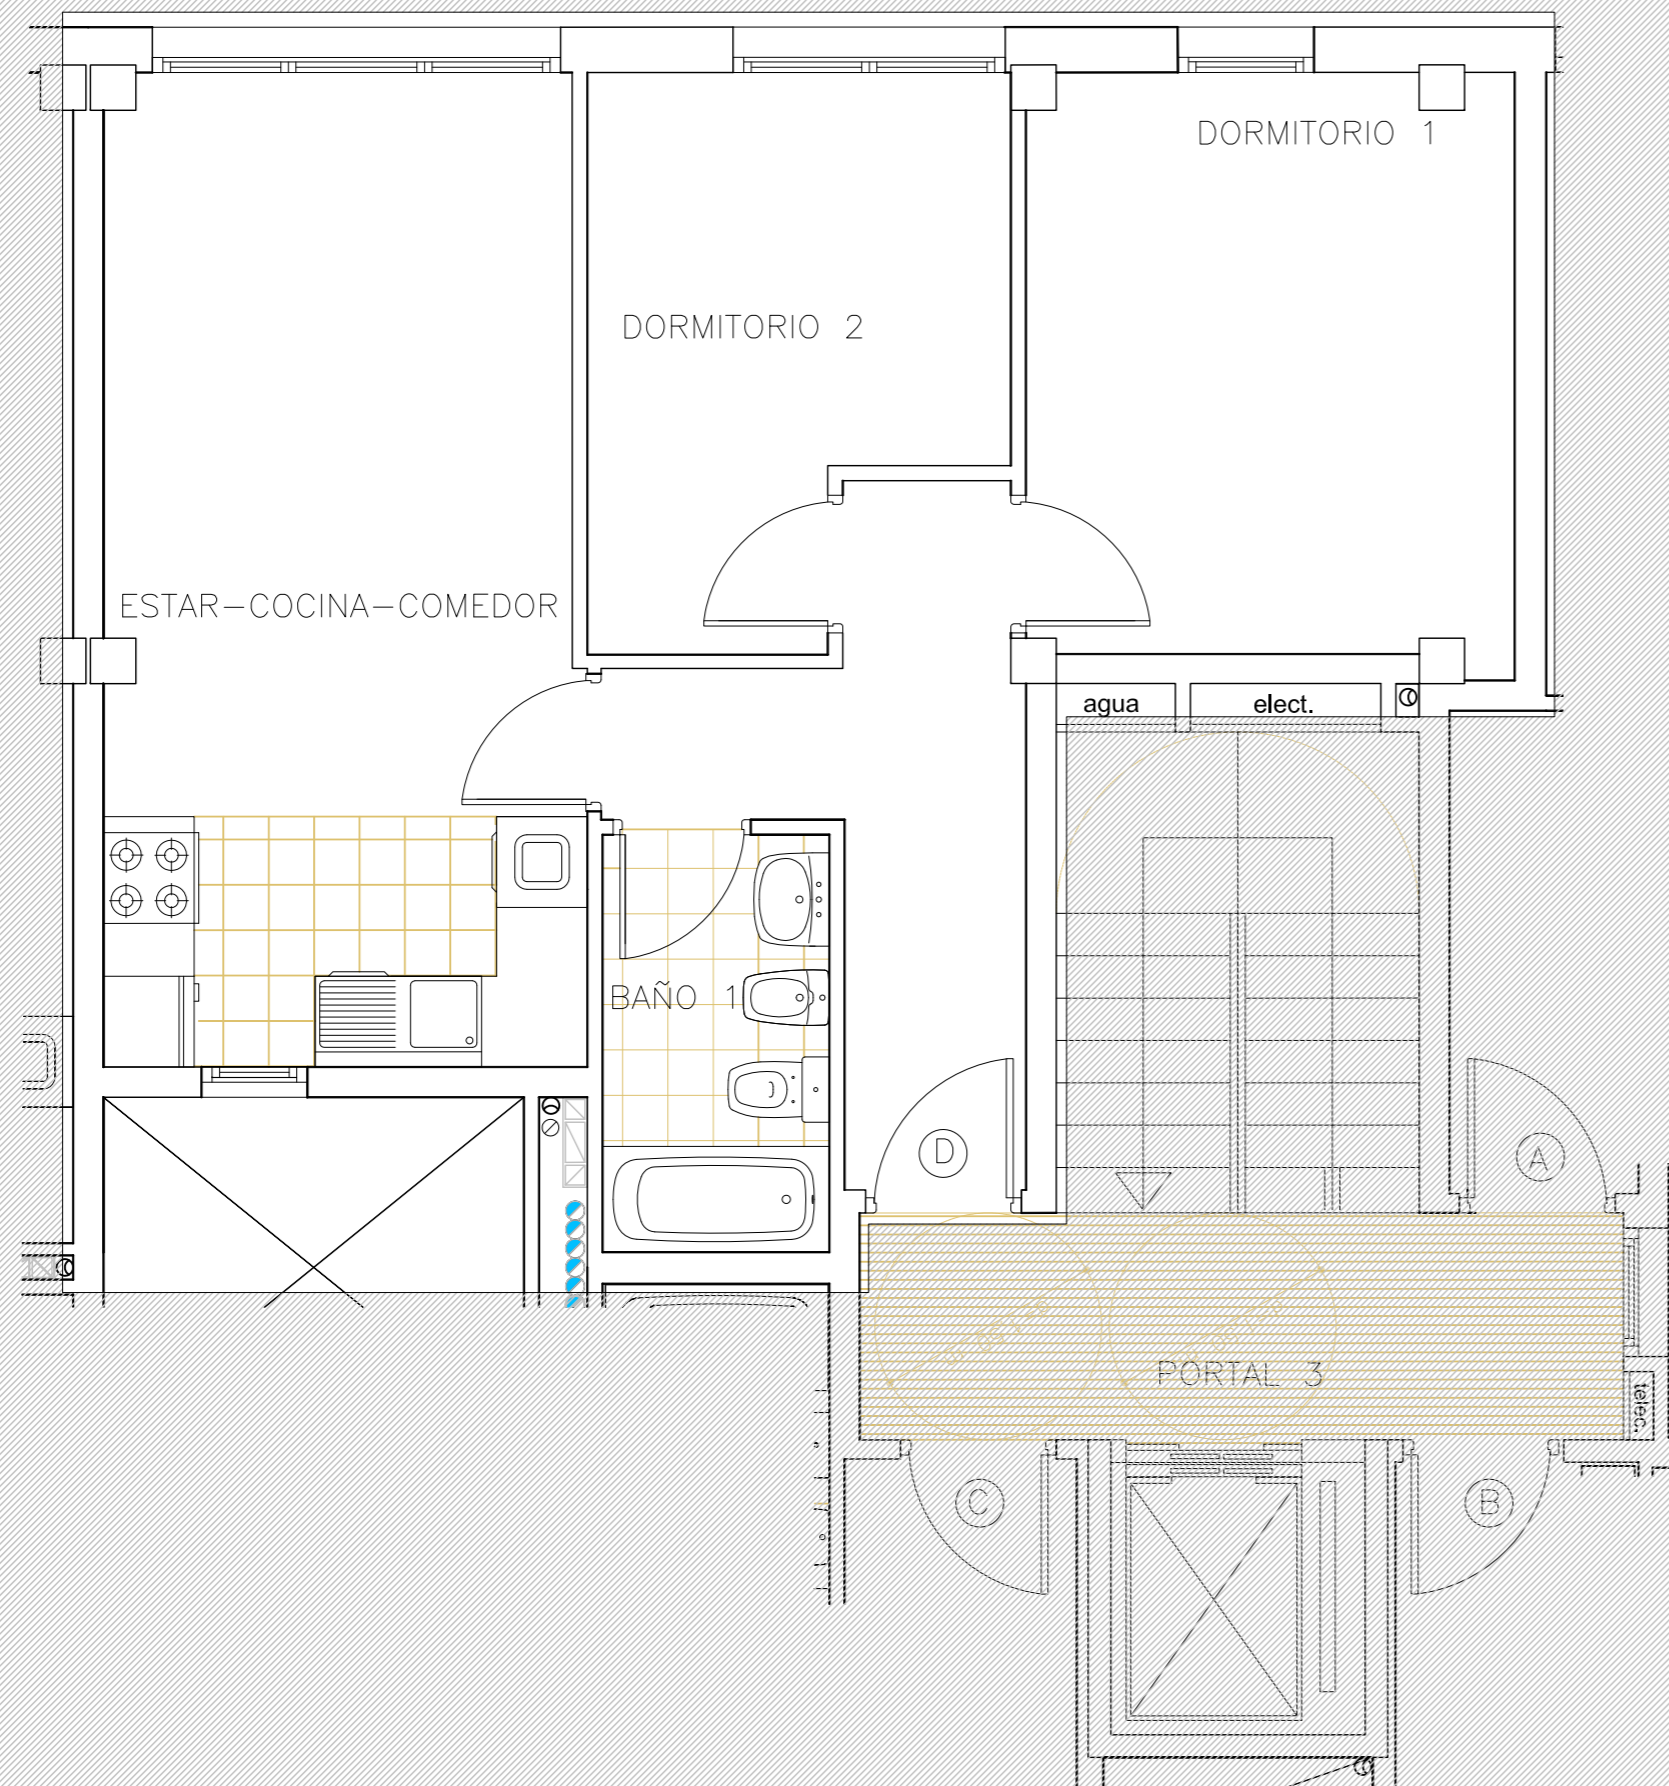 DORMITORIO 1
DORMITORIO 2
ESTAR-COCINA-COMEDOR
agua
elect.
BAÑO 1
D
A
PORTAL 3
telec.
C
B